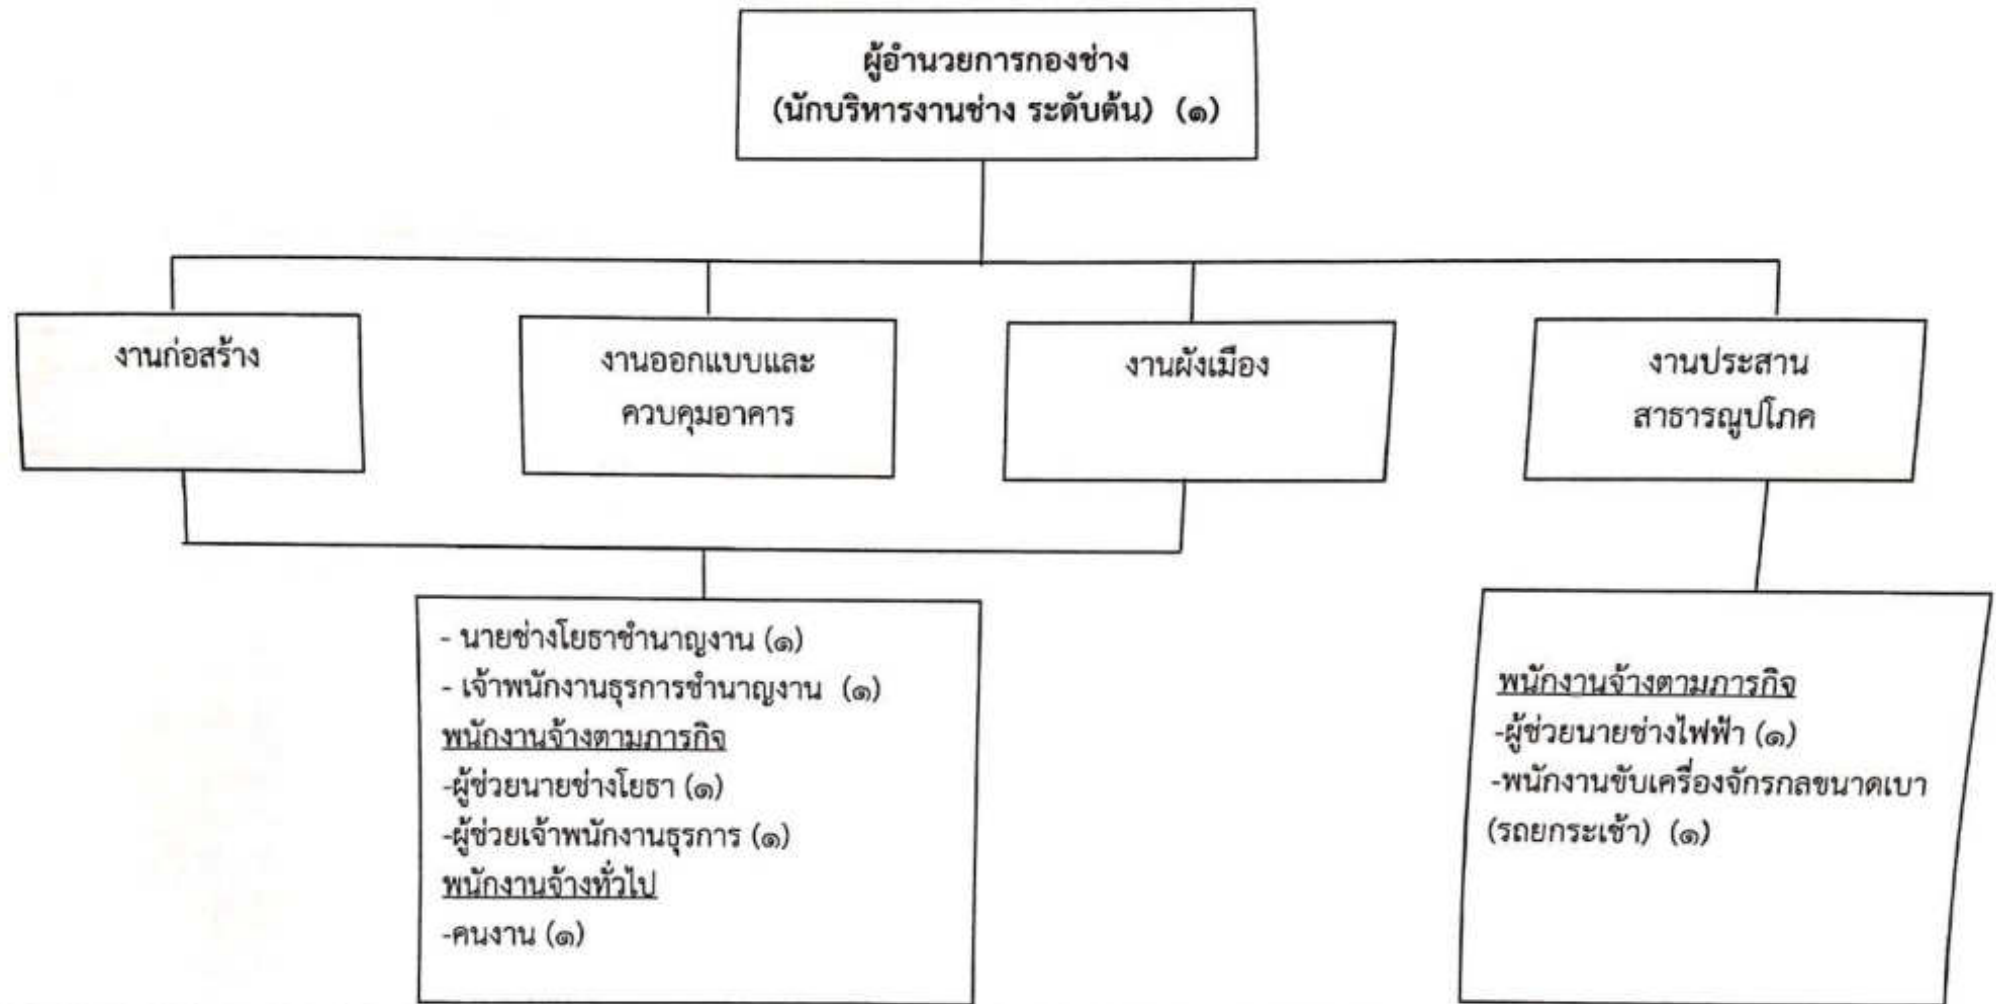 ผู้อำนวยการกองช่าง
(นักบริหารงานช่าง ระดับต้น) (๑)
งานก่อสร้าง
งานออกแบบและ
ควบคุมอาคาร
งานผังเมือง
งานประสาน
สาธารณูปโภค
- นายช่างโยธาชำนาญงาน (๑)
- เจ้าพนักงานธุรการชำนาญงาน (๑)
พนักงานจ้างตามภารกิจ
-ผู้ช่วยนายช่างโยธา (๑)
-ผู้ช่วยเจ้าพนักงานธุรการ (๑)
พนักงานจ้างทั่วไป
-คนงาน (๑)
พนักงานจ้างตามภารกิจ
-ผู้ช่วยนายช่างไฟฟ้า (๑)
-พนักงานขับเครื่องจักรกลขนาดเบา
(รถยกระเช้า) (๑)